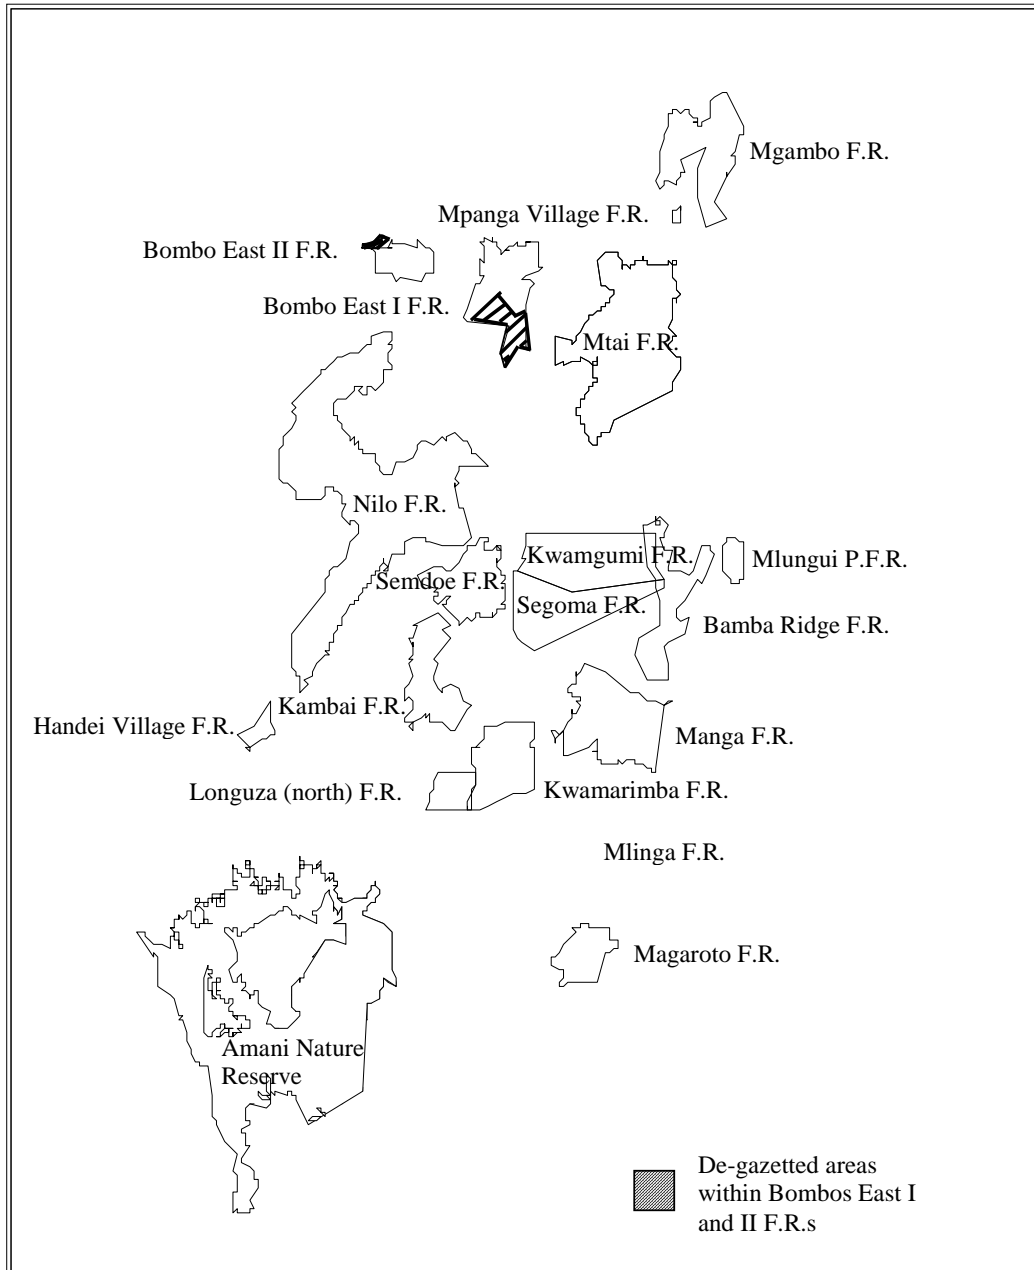 Mgambo F.R.
Mpanga Village F.R.
Bombo East II F.R.
Bombo East I F.R.
Mtai F.R.
Nilo F.R.
Kwamgumi F.R.
Mlungui P.F.R.
Semdoe F.R.
Segoma F.R.
Bamba Ridge F.R.
Kambai F.R.
Handei Village F.R.
Manga F.R.
Longuza (north) F.R.
Kwamarimba F.R.
Mlinga F.R.
Magaroto F.R.
Amani Nature
Reserve
De-gazetted areas
within Bombos East I
and II F.R.s